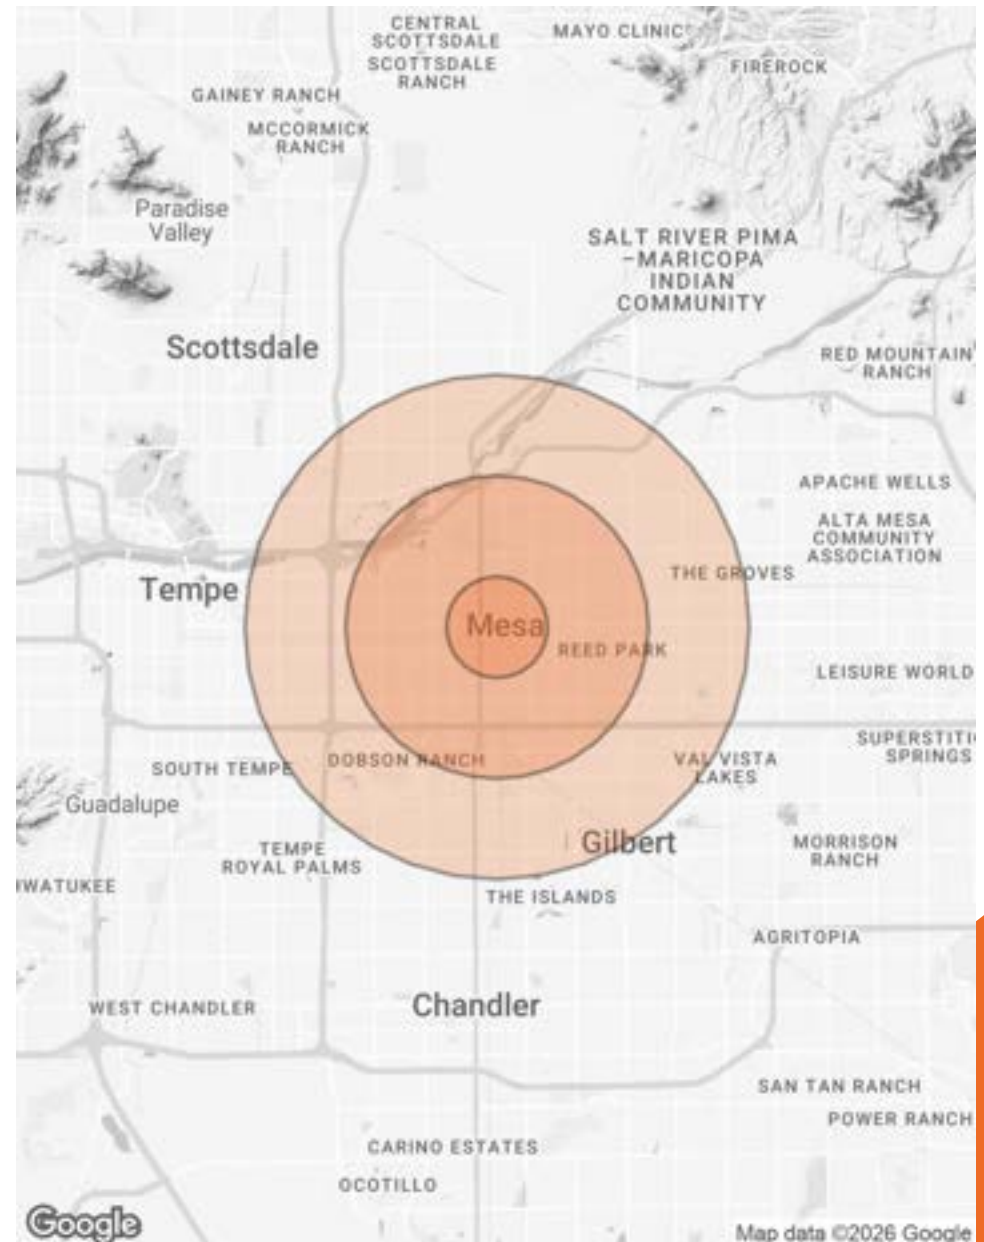 CENTRAL
SCOTTSDALE
SCOTTSDALE
RANCH
MAYO CLINIC
FIREROCK
GAINEY RANCH
MCCORMICK
RANCH
Paradise
Valley
SALT RIVER PIMA
-MARICOPA
INDIAN
COMMUNITY
Scottsdale
RED MOUNTAIN
RANCH
APACHE WELLS
ALTA MESA
COMMUNITY
ASSOCIATION
THE GROVES
Tempe
Mesa
REED PARK
LEISURE WORLD
SUPERSTITI
SPRINGS
SOUTH TEMPE
DOBSON RANCH
VAL VISTA
LAKES
Guadalupe
Gilbert
MORRISON
RANCH
TEMPE
ROYAL PALMS
WATUKEE
THE ISLANDS
AGRITOPIA
WEST CHANDLER
Chandler
SAN TAN RANCH
POWER RANCH
CARINO ESTATES
OCOTILLO
Google
Map data ©2026 Google